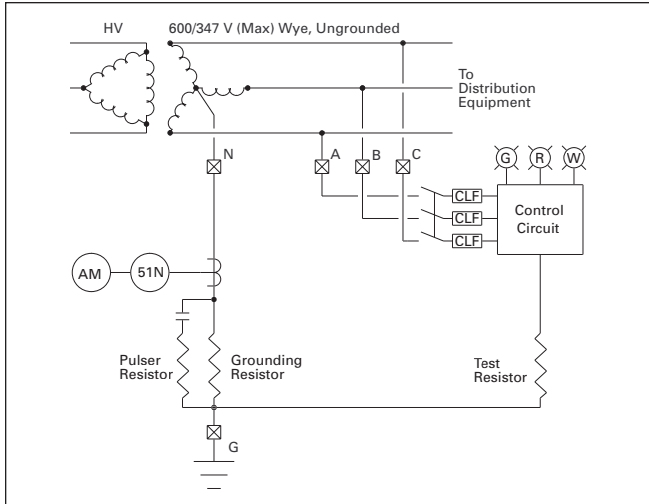 HV
600/347 V (Max) Wye, Ungrounded
To
Distribution
Equipment
N
A
B
C
G
R
W
CLF
CLF
CLF
Control
Circuit
AM
51N
Pulser
Resistor
Grounding
Resistor
Test
Resistor
G